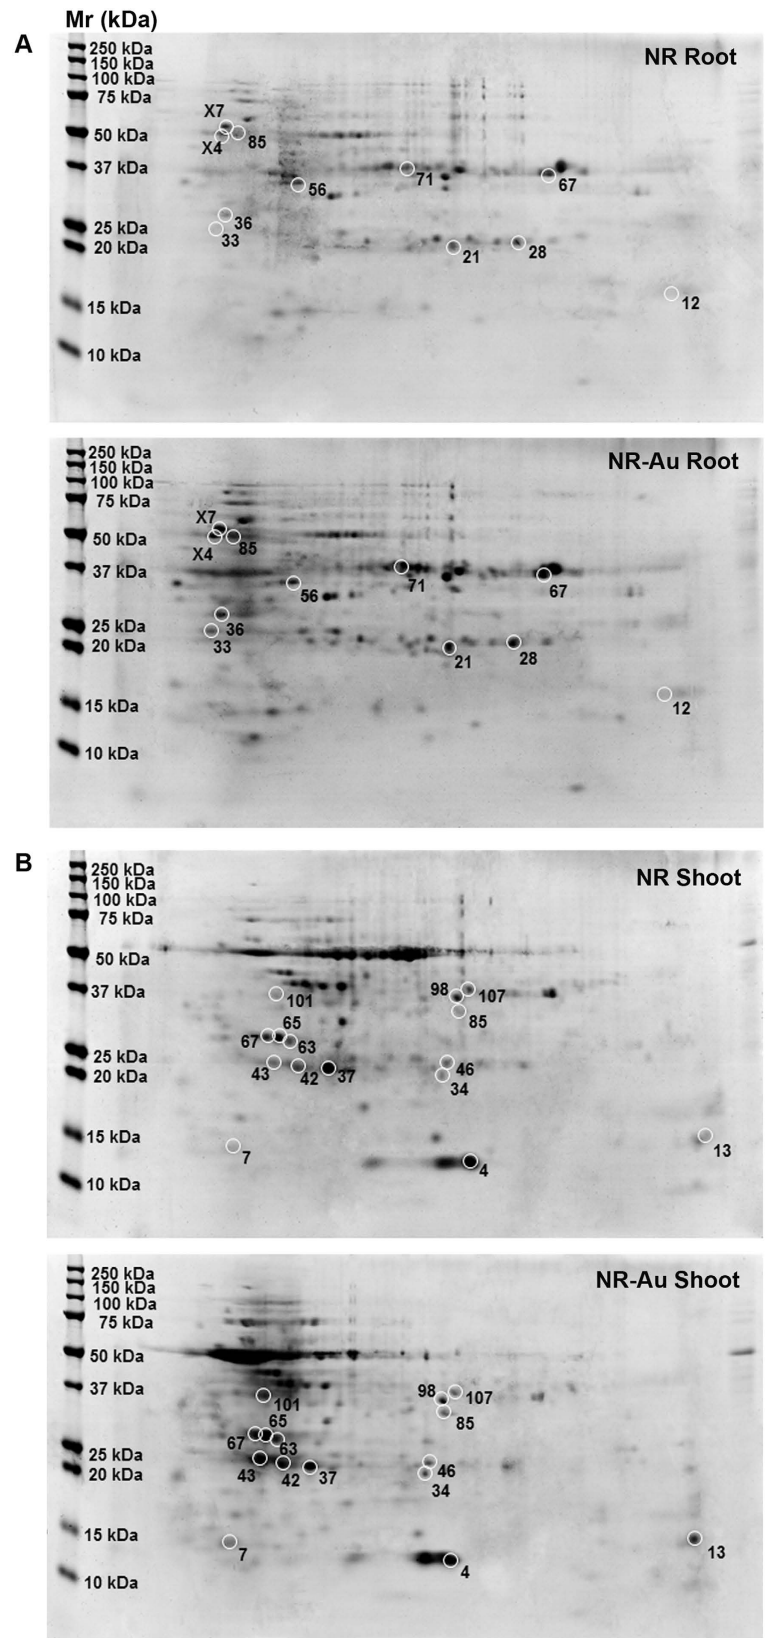 Mr (kDa)
A
NR Root
250 kDa
150 kDa
100 kDa
75 kDa
X7
50 kDa
85
X4
37 kDa
71
67
56
36
25 kDa
33
20 kDa
21
28
12
15 kDa
10 kDa
NR-Au Root
250 kDa
150 kDa
100 kDa
75 kDa
X7
50 kDa
85
X4
37 kDa
71
67
56
25 kDa
36
33
20 kDa
21
28
15 kDa
12
10 kDa
B
NR Shoot
250 kDa
150 kDa
100 kDa
75 kDa
50 kDa
37 kDa
101
98
107
85
65
67
63
25 kDa
43
42
37
46
20 kDa
34
15 kDa
7
13
4
10 kDa
NR-Au Shoot
250 kDa
150 kDa
100 kDa
75 kDa
50 kDa
37 kDa
101
98
107
85
65
67
63
25 kDa
43
42
37
46
20 kDa
34
15 kDa
7
13
4
10 kDa